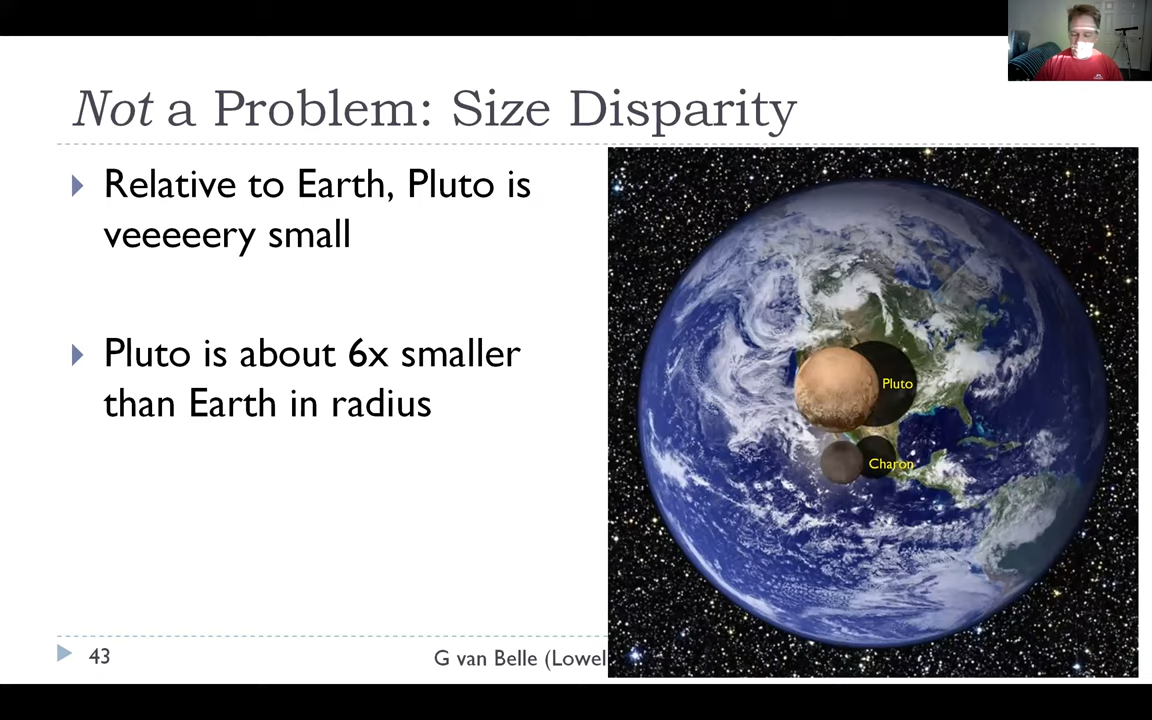 Not a Problem: Size Disparity
Relative to Earth, Pluto is
veeeeery small
Pluto is about 6x smaller
than Earth in radius
Pluto
Charon
43
G van Belle (Lowel